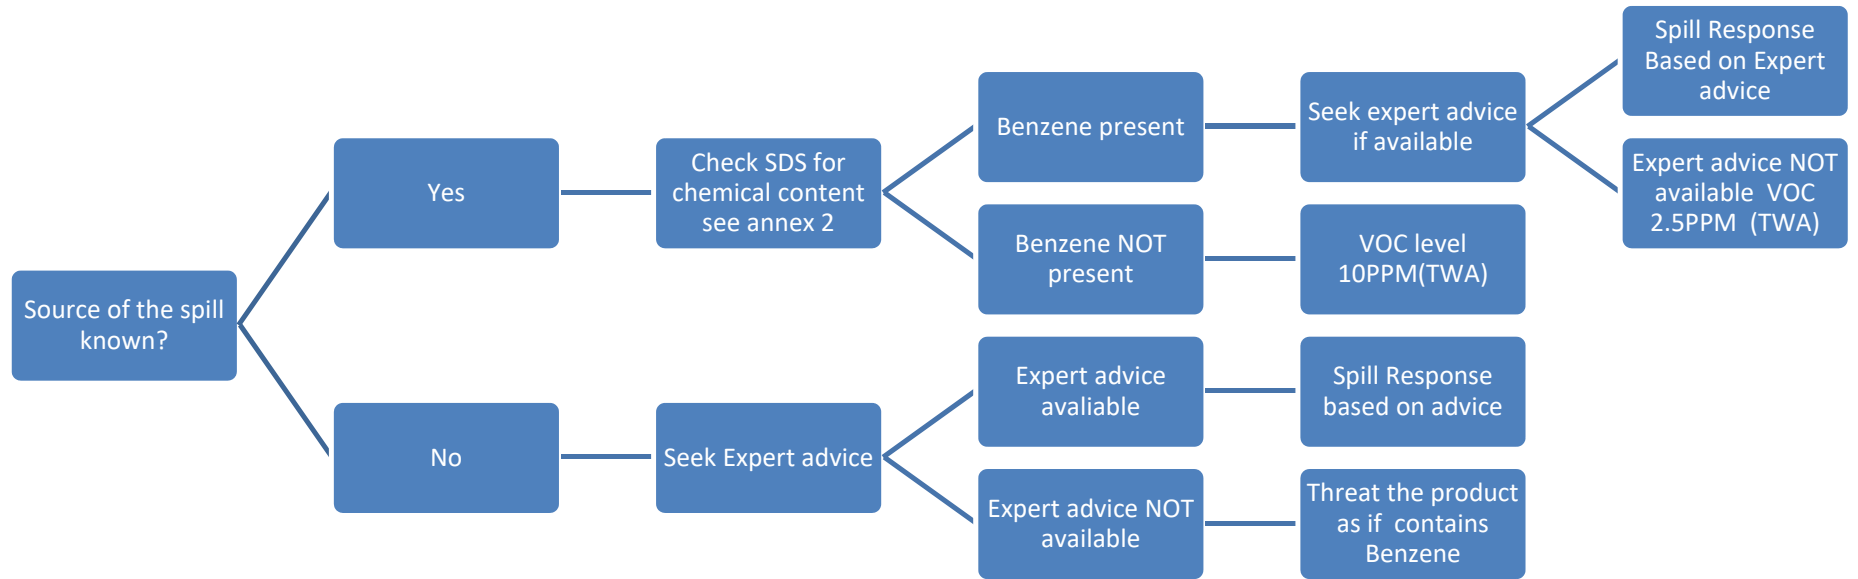 Source of the spill
known?
Yes
Check SDS for
chemical content
see annex 2
Benzene present
Seek expert advice
if available
Spill Response
Based on Expert
advice
Expert advice NOT
available  VOC
2.5PPM  (TWA)
Benzene NOT
present
VOC level
10PPM(TWA)
No
Seek Expert advice
Expert advice
avaliable
Spill Response
based on advice
Expert advice NOT
available
Threat the product
as if  contains
Benzene